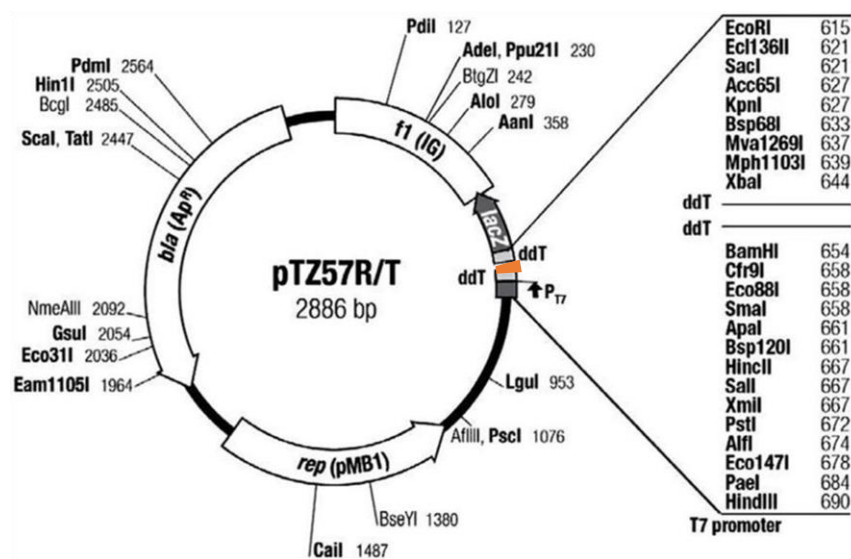 PdiI 127
AdeI, Ppu21I 230
BtgZI 242
AloI 279
AanI 358
PdmI 2564
Hin1I 2505
BcgI 2485
ScaI, TatI 2447
f1 (IG)
bla (Ap^R)
lacZ
pTZ57R/T
2886 bp
ddT
ddT
P_T7
NmeAIII 2092
GsuI 2054
Eco31I 2036
Eam1105I 1964
LguI 953
AflIII, PscI 1076
rep (pMB1)
BseYI 1380
CaiI 1487
EcoRI 615
Ecl136II 621
SacI 621
Acc65I 627
KpnI 627
Bsp68I 633
Mva1269I 637
Mph1103I 639
XbaI 644
ddT
ddT
BamHI 654
Cfr9I 658
Eco88I 658
SmaI 658
ApaI 661
Bsp120I 661
HincII 667
SalI 667
XmiI 667
PstI 672
AlfI 674
Eco147I 678
PaeI 684
HindIII 690
T7 promoter